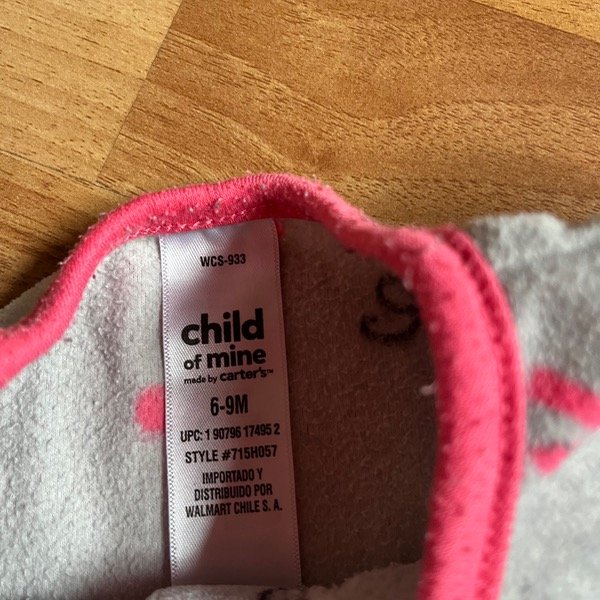 WCS-933
child
of mine
made by carter's™
6-9M
UPC: 1 90796 17495 2
STYLE #715H057
IMPORTADO Y
DISTRIBUIDO POR
WALMART CHILE S. A.